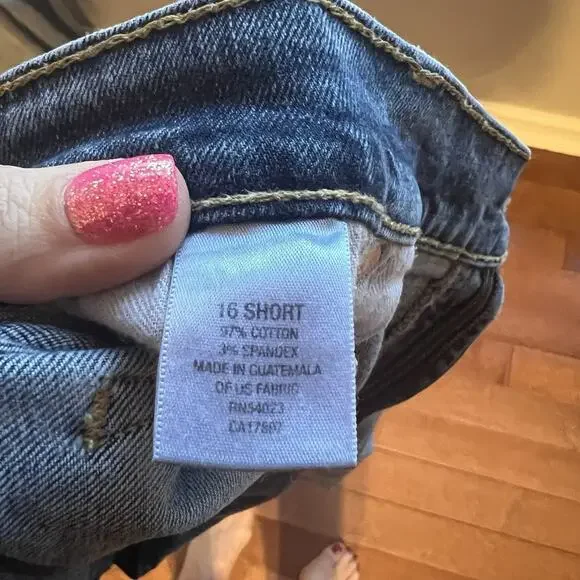 16 SHORT
97% COTTON
3% SPANDEX
MADE IN GUATEMALA
OF US FABRIC
RN54023
CA17897